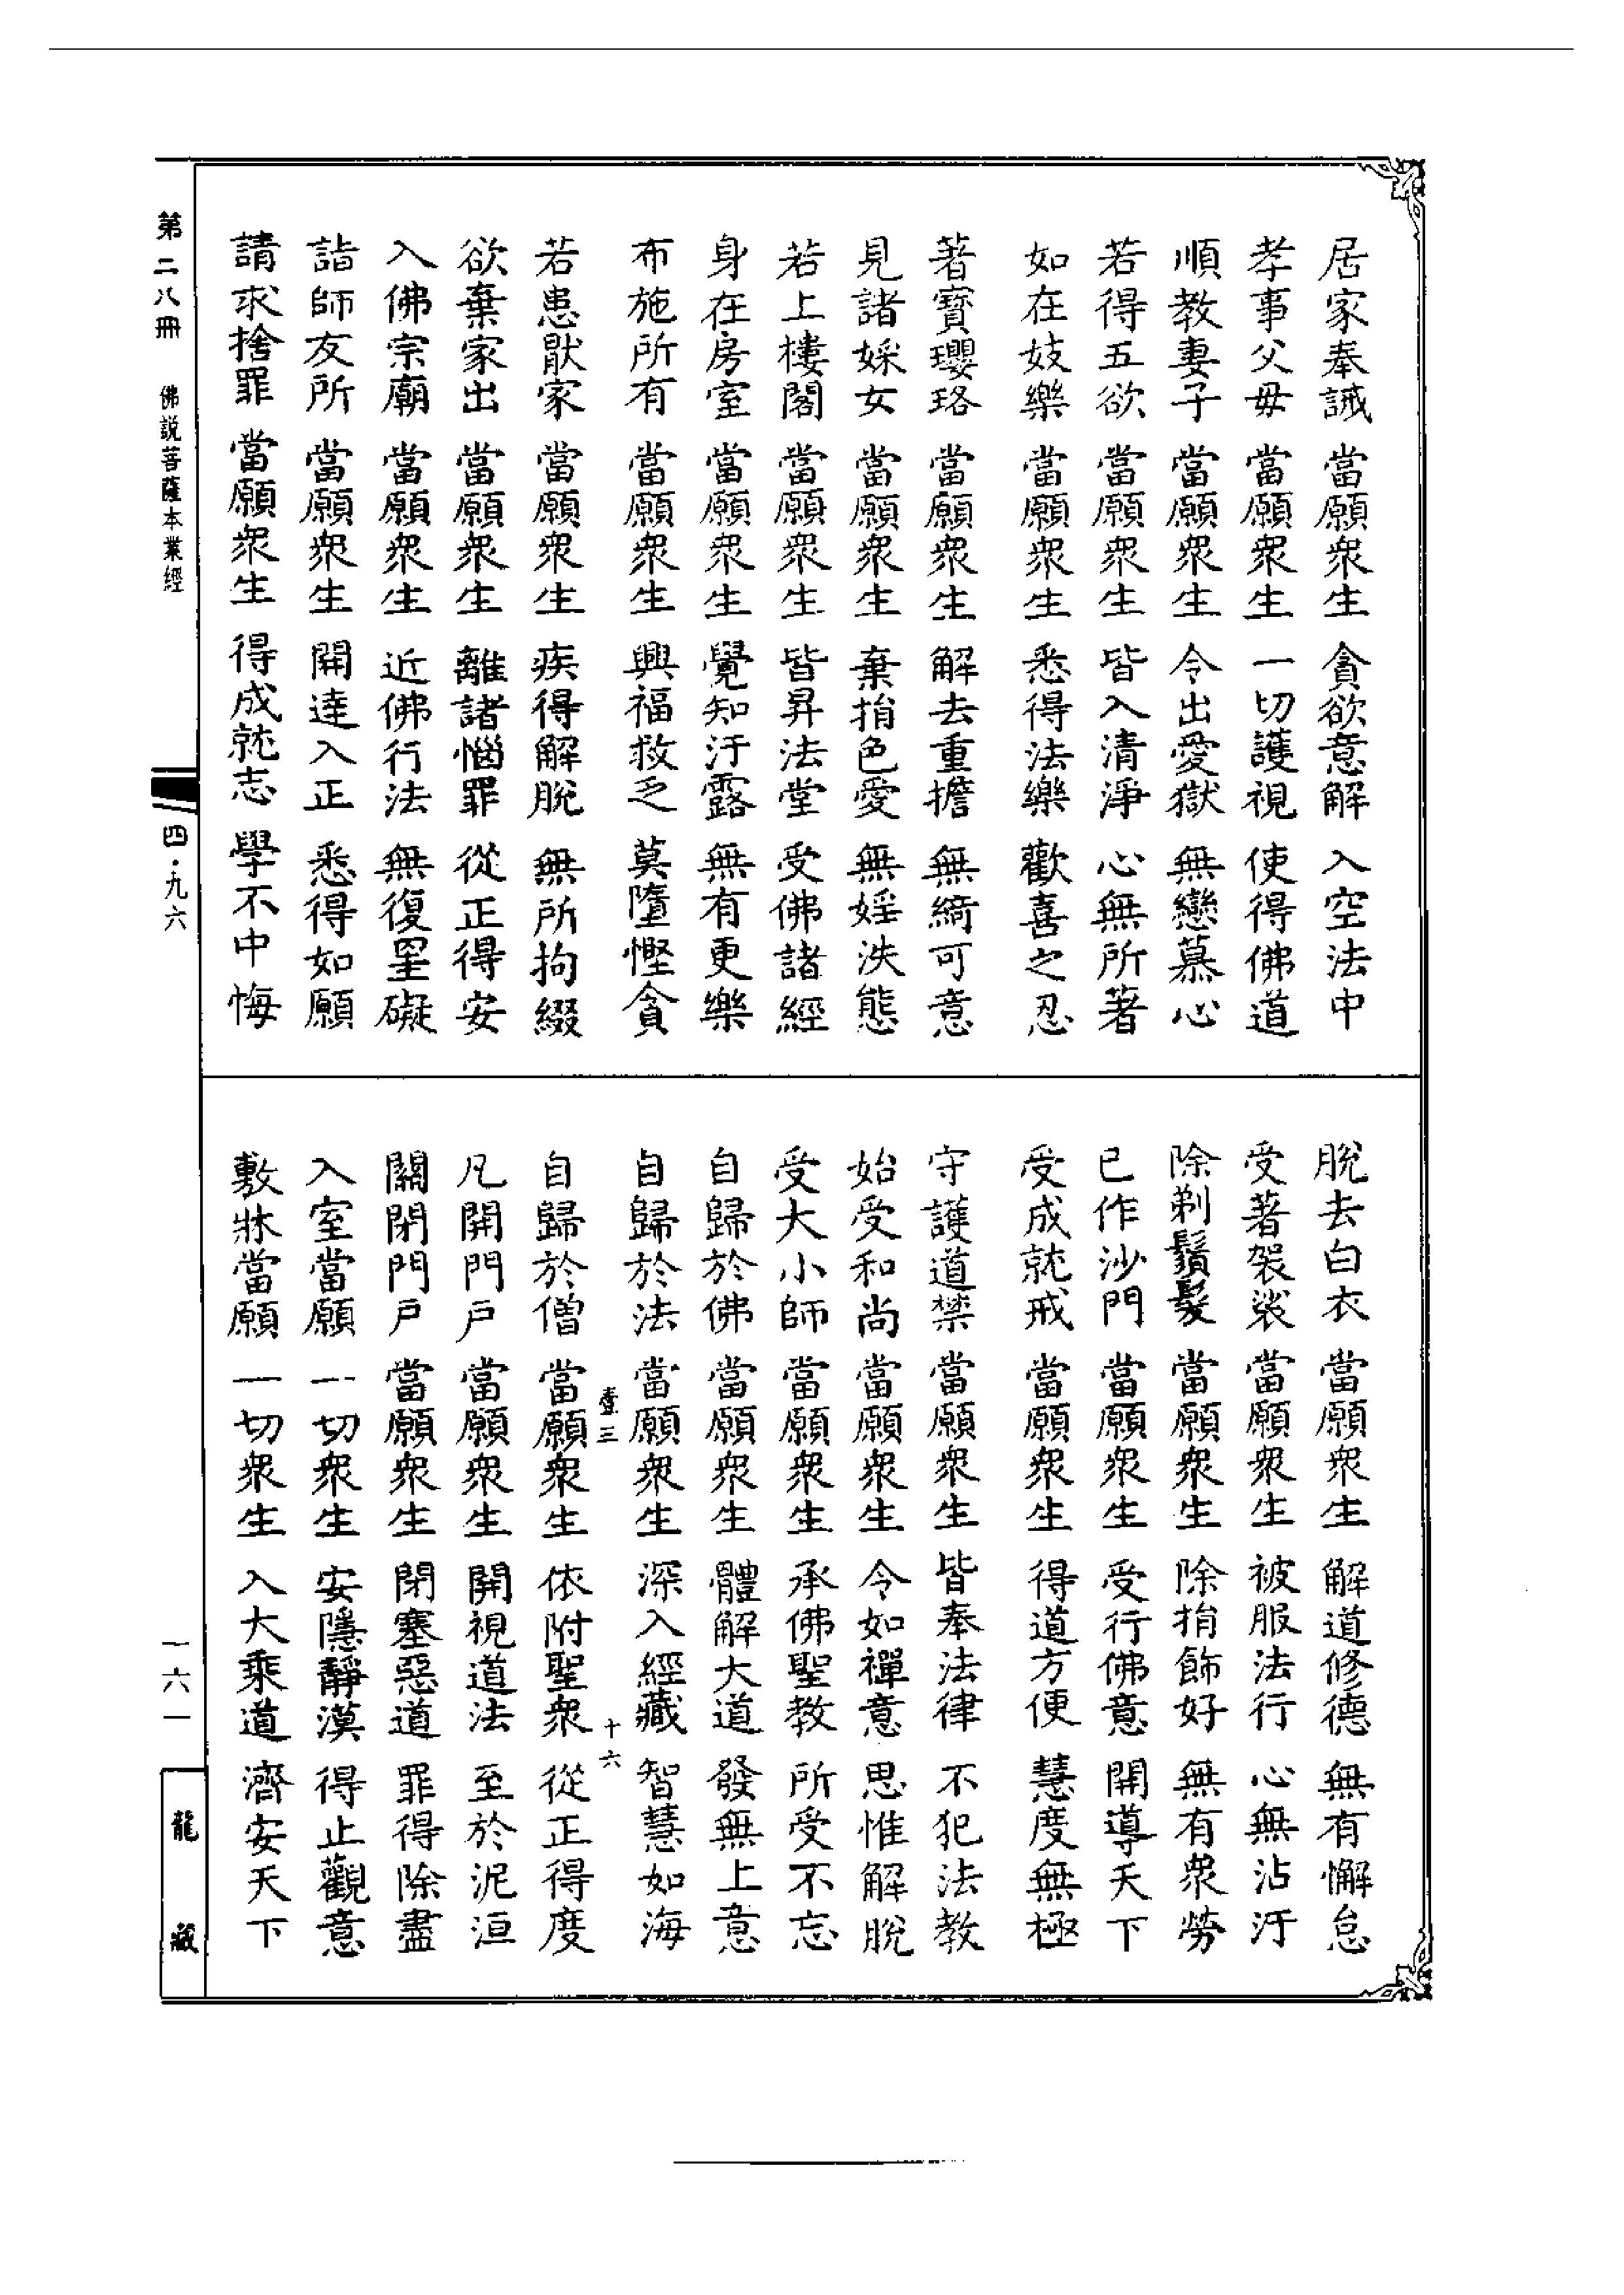 居家奉誡 當願衆生 貪欲意解 入空法中
孝事父母 當願衆生 一切護視 使得佛道
順教妻子 當願衆生 令出愛獄 無戀慕心
若得五欲 當願衆生 皆入清淨 心無所著
如在妓樂 當願衆生 悉得法樂 歡喜之忍
著寶瓔珞 當願衆生 解去重擔 無綺可意
見諸婇女 當願衆生 棄捐色愛 無婬泆態
若上樓閣 當願衆生 皆昇法堂 受佛諸經
身在房室 當願衆生 覺知汙露 無有更樂
布施所有 當願衆生 興福救乏 莫墮慳貪
若患猒家 當願衆生 疾得解脫 無所拘綴
欲棄家出 當願衆生 離諸惱罪 從正得安
入佛宗廟 當願衆生 近佛行法 無復罣礙
詣師友所 當願衆生 開達入正 悉得如願
請求捨罪 當願衆生 得成就志 學不中悔
脫去白衣 當願衆生 解道修德 無有懈怠
受著袈裟 當願衆生 被服法行 心無沾汙
除剃鬚髮 當願衆生 除捐飾好 無有衆勞
已作沙門 當願衆生 受行佛意 開導天下
受成就戒 當願衆生 得道方便 慧度無極
守護道禁 當願衆生 皆奉法律 不犯法教
始受和尚 當願衆生 令如禪意 思惟解脫
受大小師 當願衆生 承佛聖教 所受不忘
自歸於佛 當願衆生 體解大道 發無上意
自歸於法 當願衆生 深入經藏 智慧如海
壹三 十六
自歸於僧 當願衆生 依附聖衆 從正得度
凡開門戶 當願衆生 開視道法 至於泥洹
關閉門戶 當願衆生 閉塞惡道 罪得除盡
入室當願 一切衆生 安隱靜漠 得止觀意
敷牀當願 一切衆生 入大乘道 濟安天下
第二八冊 佛說菩薩本業經 四·九六 一六一 龍藏